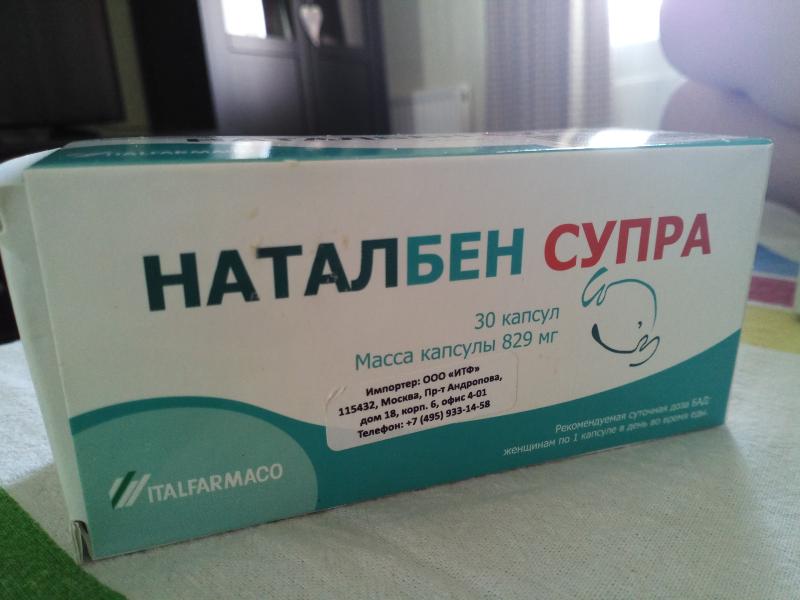 ITALFARMACO
НАТАЛБЕН СУПРА
30 капсул
Масса капсулы 829 мг
Импортер: ООО «ИТФ»
115432, Москва, Пр-т Андропова,
дом 18, корп. 6, офис 4-01
Телефон: +7 (495) 933-14-58
Рекомендуемая суточная доза БАД:
женщинам по 1 капсуле в день во время еды.
ITALFARMACO